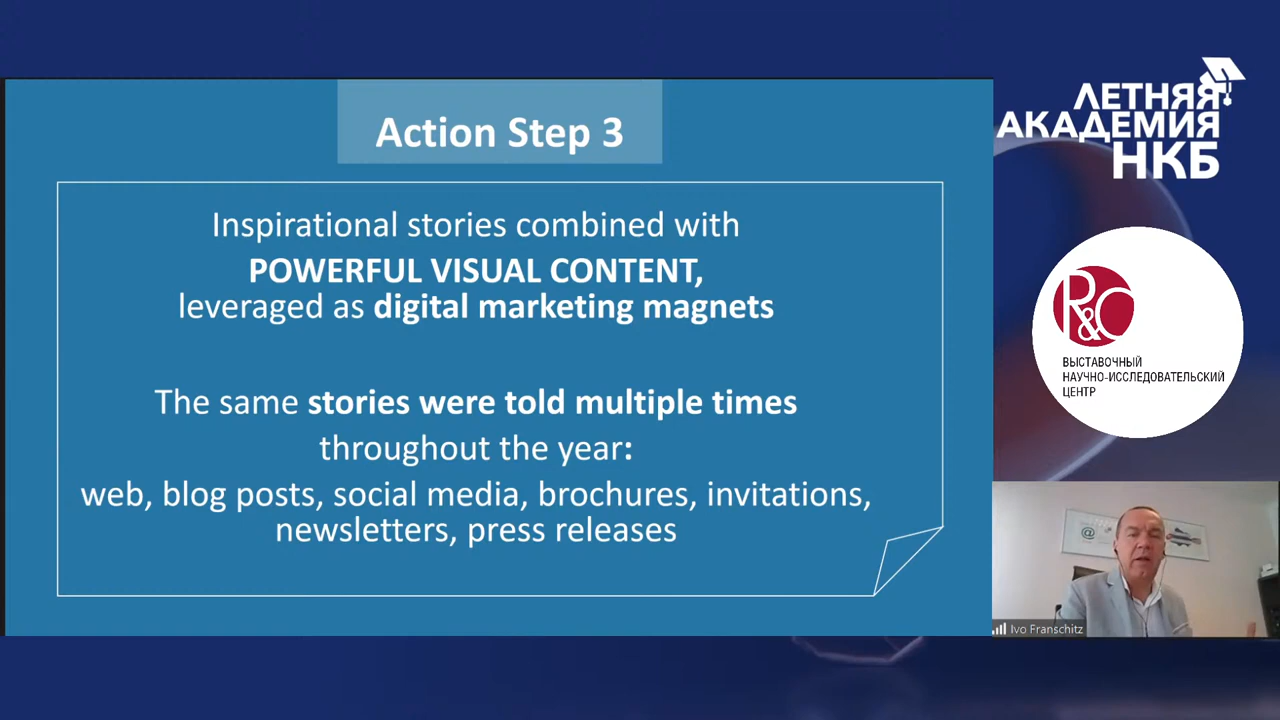 Action Step 3
Inspirational stories combined with
POWERFUL VISUAL CONTENT,
leveraged as digital marketing magnets
The same stories were told multiple times
throughout the year:
web, blog posts, social media, brochures, invitations,
newsletters, press releases
ЛЕТНЯЯ
АКАДЕМИЯ
НКБ
R&C
ВЫСТАВОЧНЫЙ
НАУЧНО-ИССЛЕДОВАТЕЛЬСКИЙ
ЦЕНТР
@
Ivo Franschitz